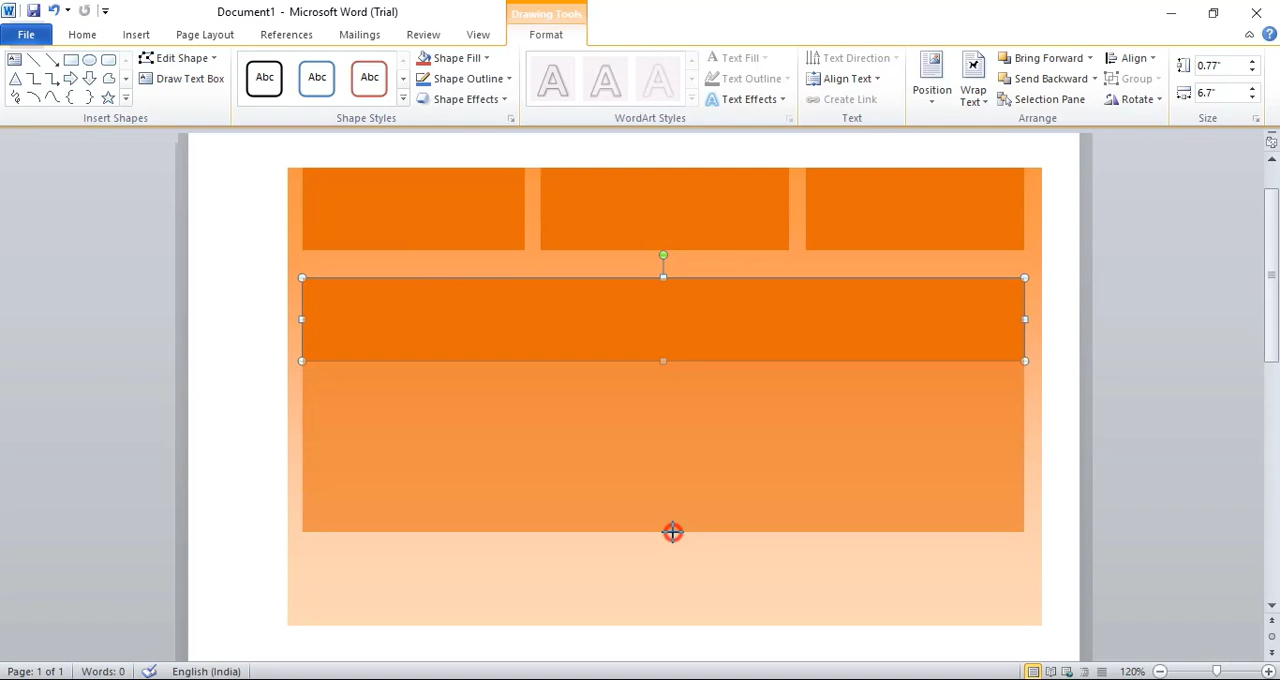 Document1 - Microsoft Word (Trial)
Drawing Tools
File Home Insert Page Layout References Mailings Review View Format
Edit Shape
Draw Text Box
Insert Shapes
Abc Abc Abc
Shape Fill
Shape Outline
Shape Effects
Shape Styles
A A A
Text Fill
Text Outline
Text Effects
WordArt Styles
Text Direction
Align Text
Create Link
Text
Position
Wrap
Text
Bring Forward
Send Backward
Selection Pane
Align
Group
Rotate
Arrange
0.77"
6.7"
Size
Page: 1 of 1 Words: 0 English (India) 120%